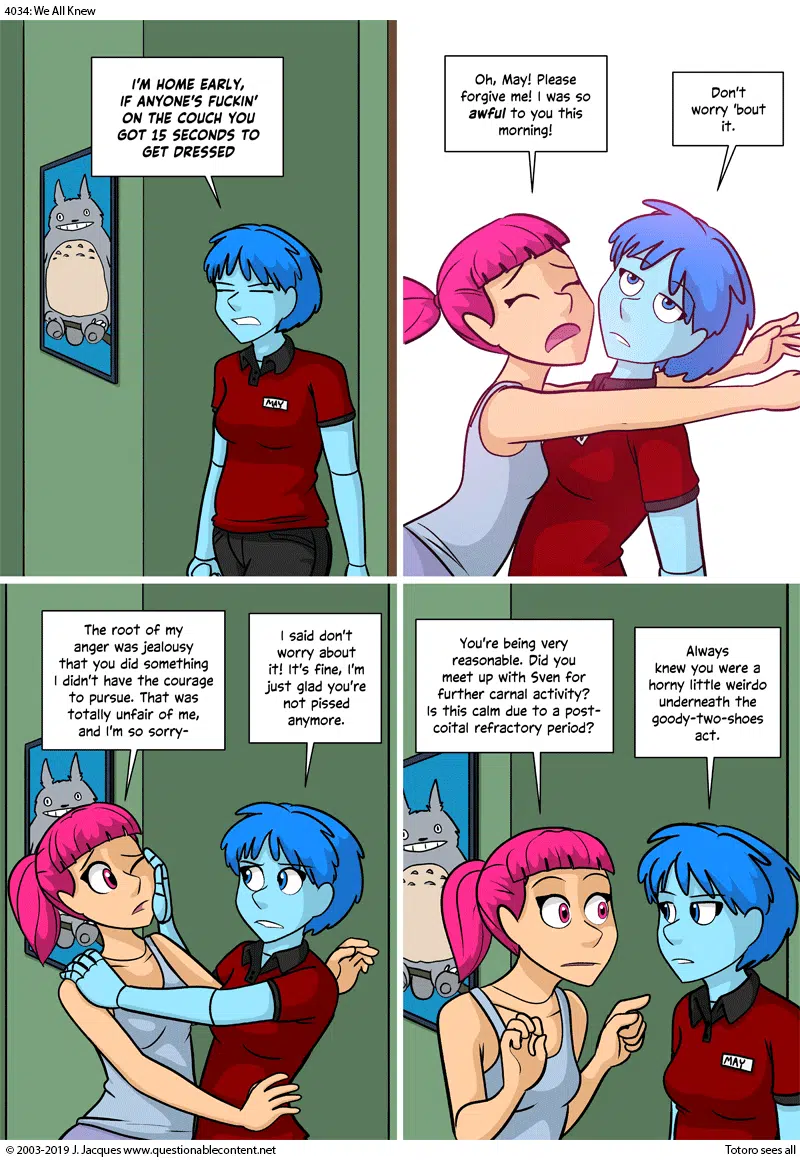 4034: We All Knew
I'M HOME EARLY,
IF ANYONE'S FUCKIN'
ON THE COUCH YOU
GOT 15 SECONDS TO
GET DRESSED
MAY
Oh, May! Please
forgive me! I was so
awful to you this
morning!
Don't
worry 'bout
it.
The root of my
anger was jealousy
that you did something
I didn't have the courage
to pursue. That was
totally unfair of me,
and I'm so sorry-
I said don't
worry about
it! It's fine, I'm
just glad you're
not pissed
anymore.
You're being very
reasonable. Did you
meet up with Sven for
further carnal activity?
Is this calm due to a post-
coital refractory period?
Always
knew you were a
horny little weirdo
underneath the
goody-two-shoes
act.
MAY
© 2003-2019 J. Jacques www.questionablecontent.net
Totoro sees all